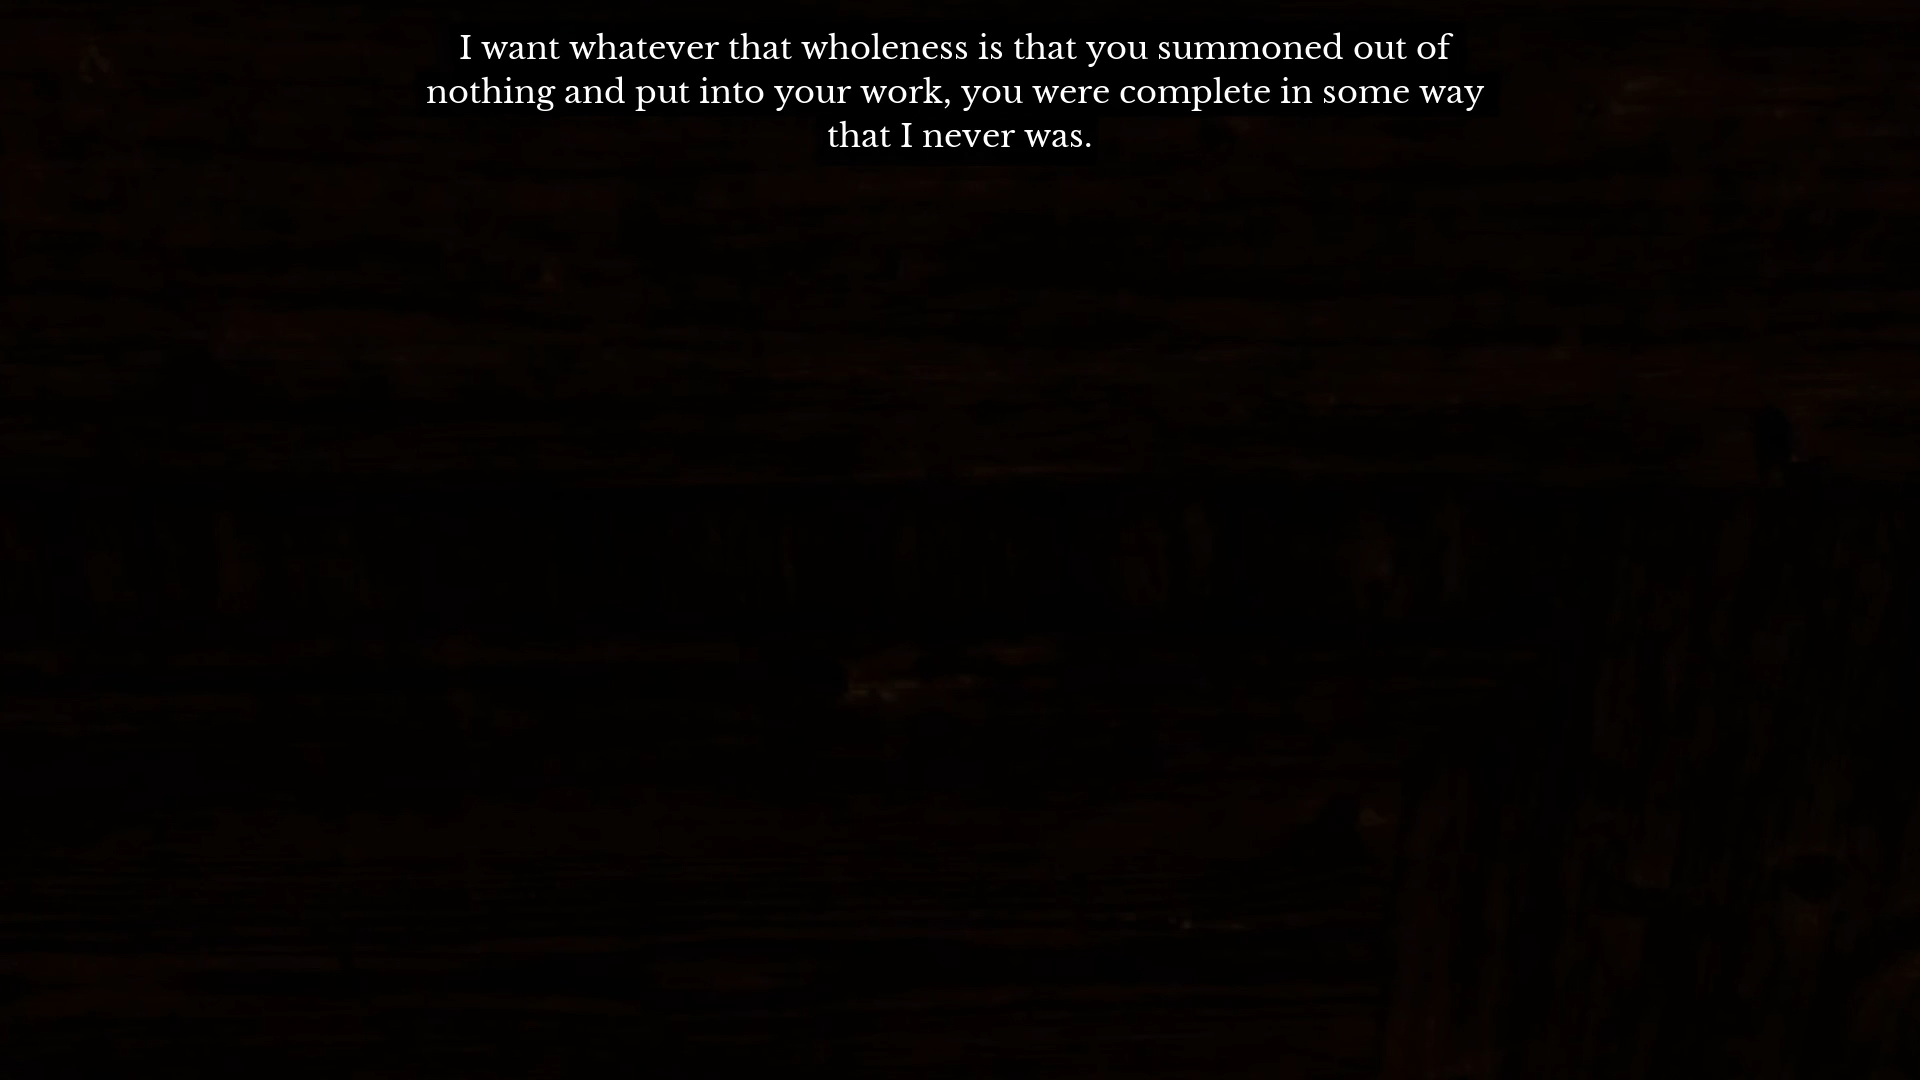 I want whatever that wholeness is that you summoned out of
nothing and put into your work, you were complete in some way
that I never was.